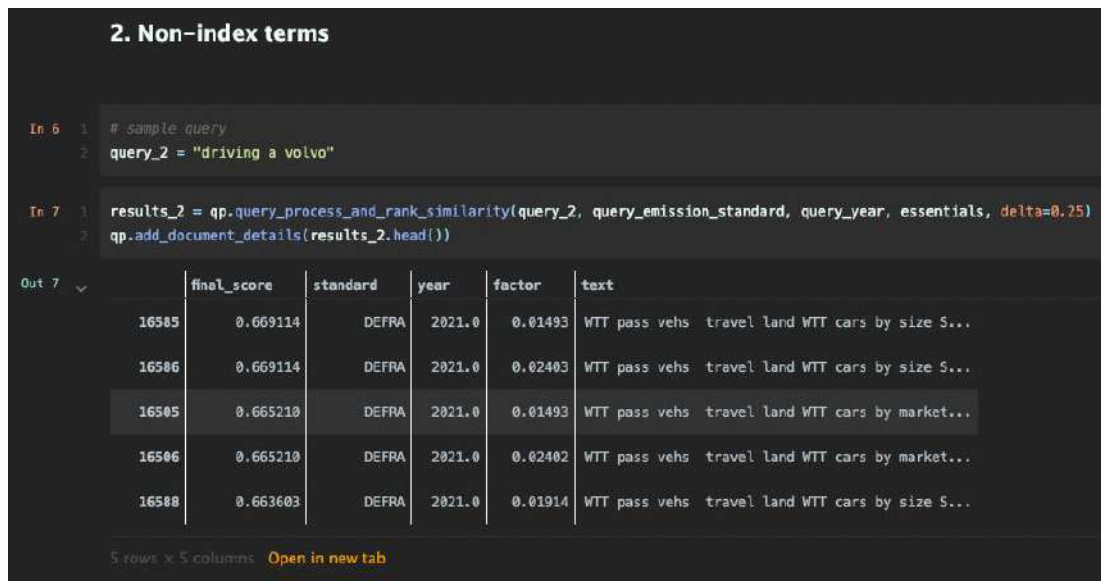 2. Non-index terms
In 6 1 # sample query
2 query_2 = "driving a volvo"
In 7 1 results_2 = qp.query_process_and_rank_similarity(query_2, query_emission_standard, query_year, essentials, delta=0.25)
2 qp.add_document_details(results_2.head())
Out 7
final_score standard year factor text
16585 0.669114 DEFRA 2021.0 0.01493 WTT pass vehs travel land WTT cars by size S...
16586 0.669114 DEFRA 2021.0 0.02403 WTT pass vehs travel land WTT cars by size S...
16505 0.665210 DEFRA 2021.0 0.01493 WTT pass vehs travel land WTT cars by market...
16506 0.665210 DEFRA 2021.0 0.02402 WTT pass vehs travel land WTT cars by market...
16588 0.663603 DEFRA 2021.0 0.01914 WTT pass vehs travel land WTT cars by size S...
5 rows × 5 columns Open in new tab